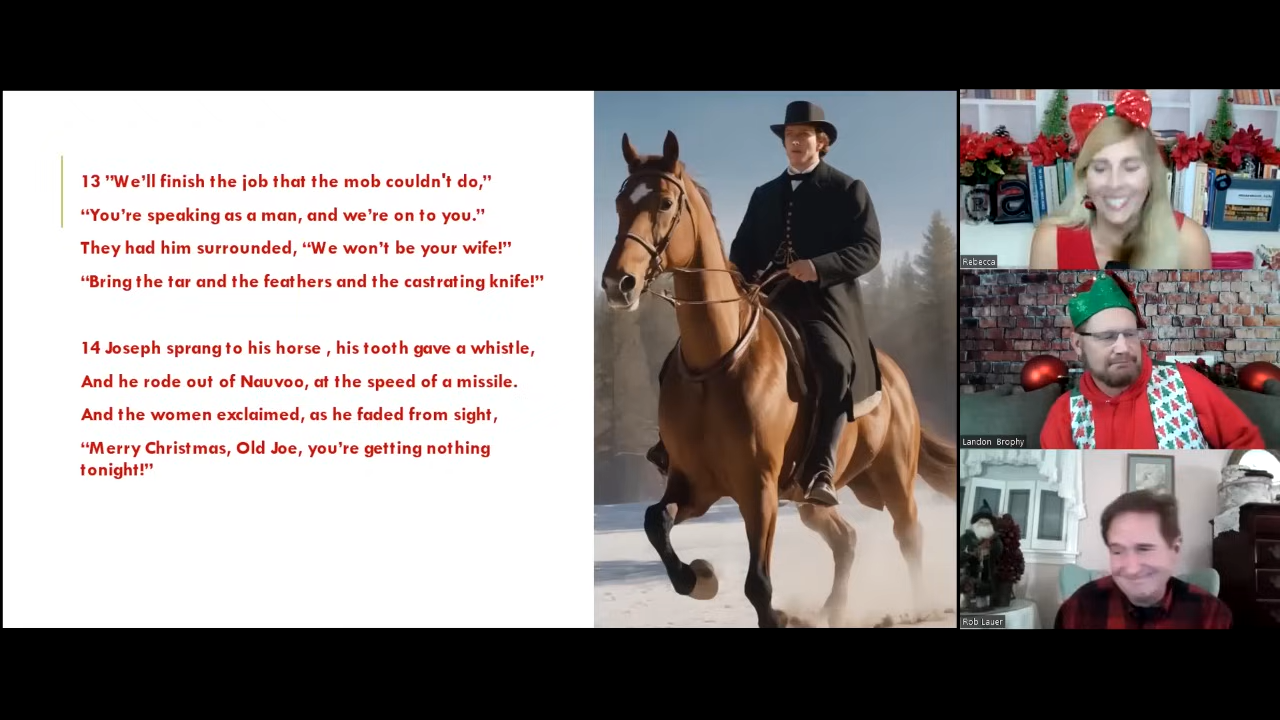 13 ”We’ll finish the job that the mob couldn't do,”
“You’re speaking as a man, and we’re on to you.”
They had him surrounded, “We won’t be your wife!”
“Bring the tar and the feathers and the castrating knife!”
14 Joseph sprang to his horse , his tooth gave a whistle,
And he rode out of Nauvoo, at the speed of a missile.
And the women exclaimed, as he faded from sight,
“Merry Christmas, Old Joe, you’re getting nothing
tonight!”
Rebecca
Landon Brophy
Rob Lauer